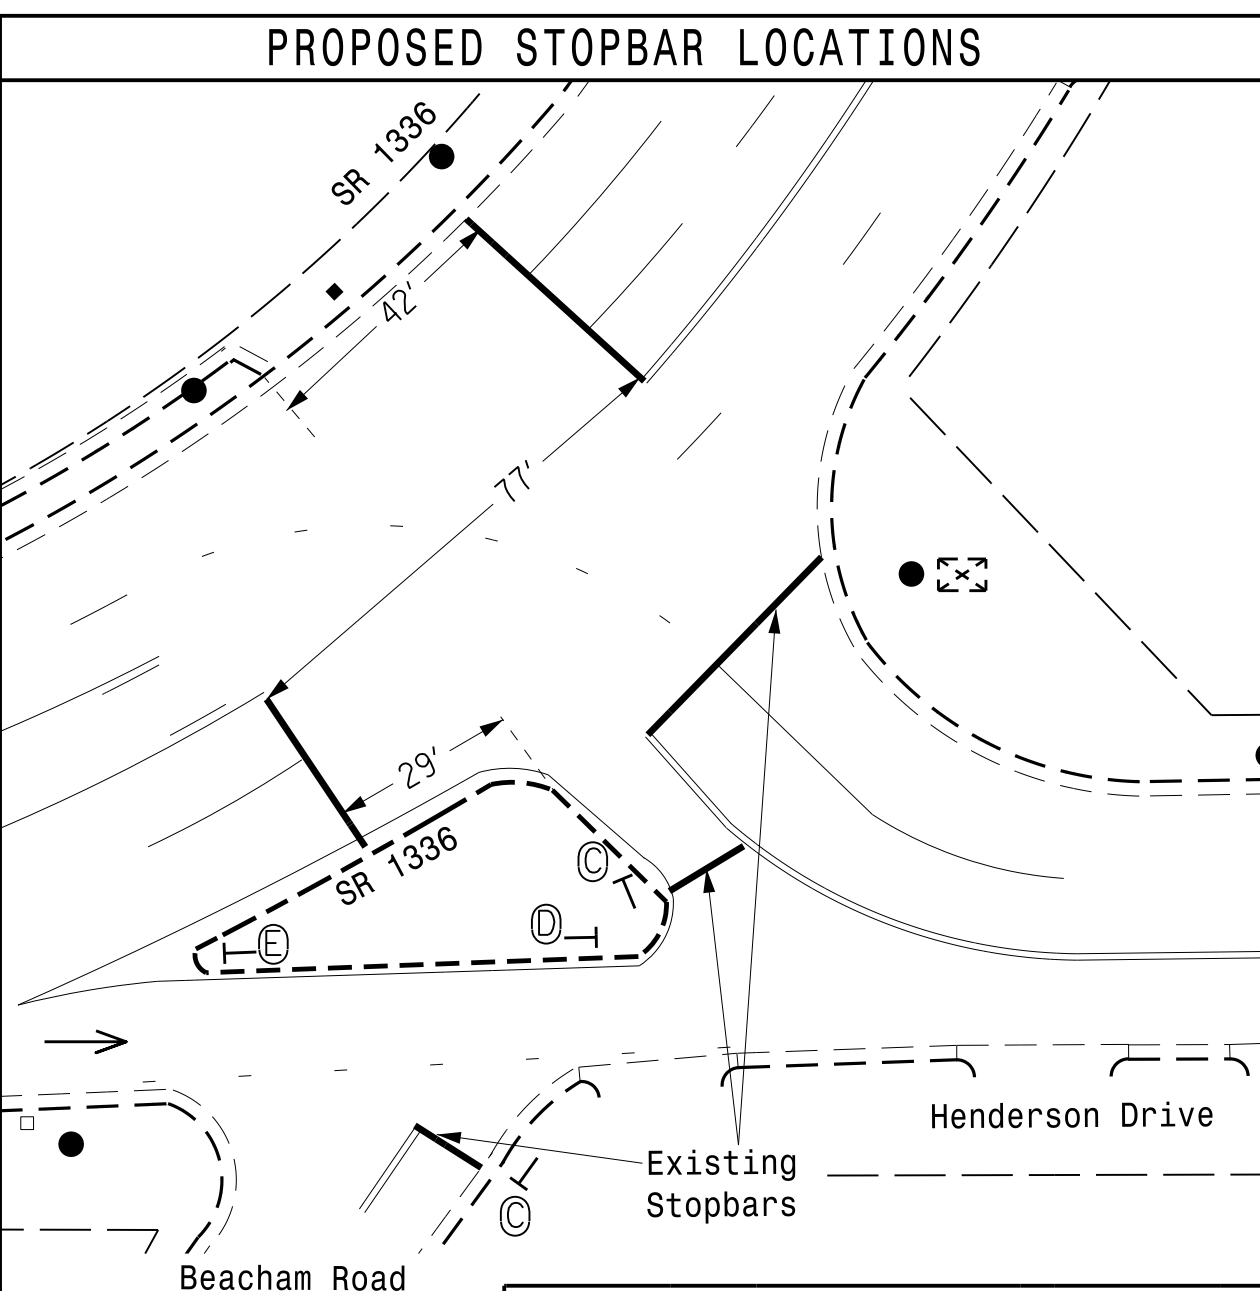 PROPOSED STOPBAR LOCATIONS
SR 1336
42'
77'
29'
SR 1336
C
D
E
Henderson Drive
Existing
Stopbars
C
Beacham Road